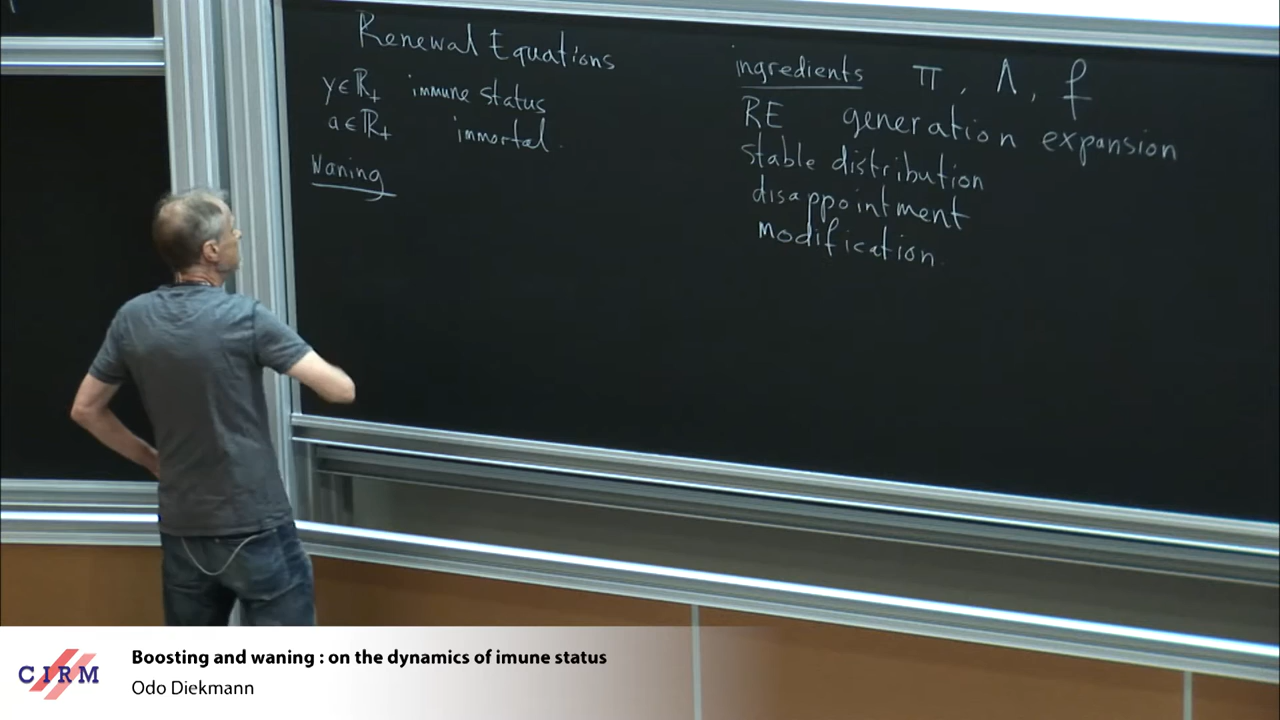 Renewal Equations
y∈ℝ₊ immune status
a∈ℝ₊ immortal.
Waning
ingredients π, Λ, f
RE generation expansion
stable distribution
disappointment
modification.
CIRM
Boosting and waning : on the dynamics of imune status
Odo Diekmann